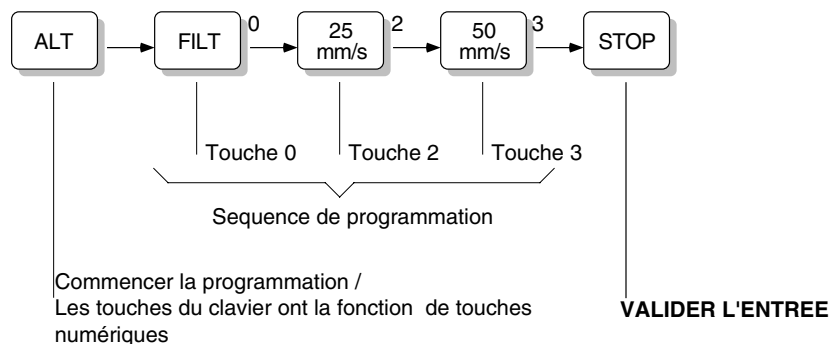 ALT
FILT
0
25
mm/s
2
50
mm/s
3
STOP
Touche 0
Touche 2
Touche 3
Sequence de programmation
Commencer la programmation /
Les touches du clavier ont la fonction de touches
numériques
VALIDER L'ENTREE